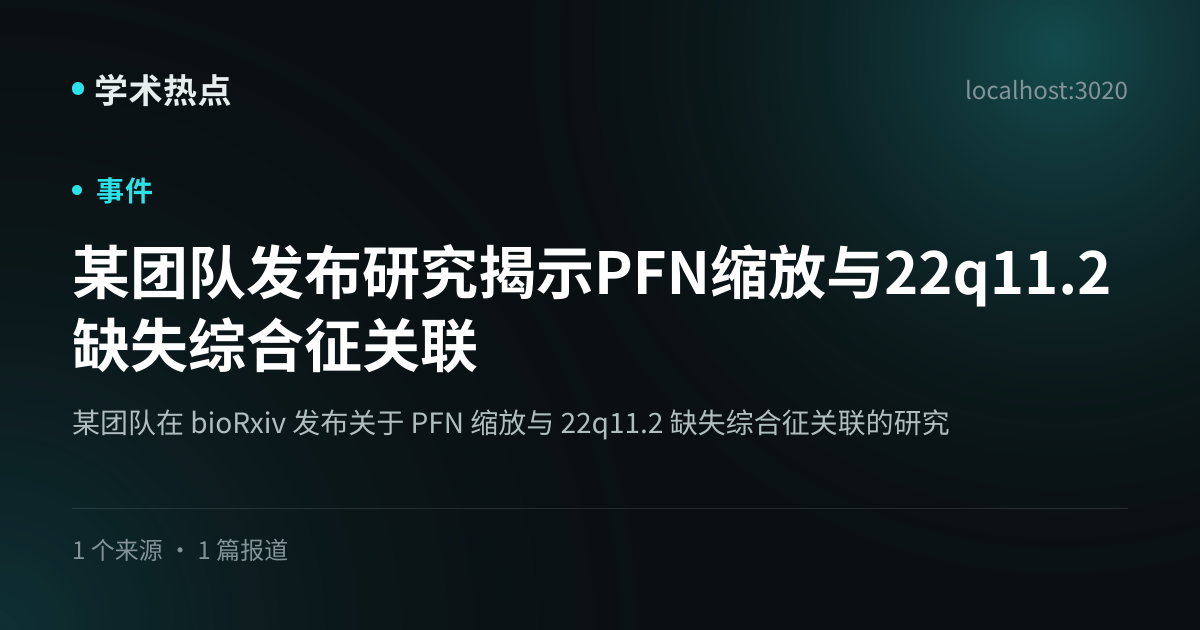 学术热点
localhost:3020
事件
某团队发布研究揭示PFN缩放与22q11.2
缺失综合征关联
某团队在 bioRxiv 发布关于 PFN 缩放与 22q11.2 缺失综合征关联的研究
1 个来源 · 1 篇报道